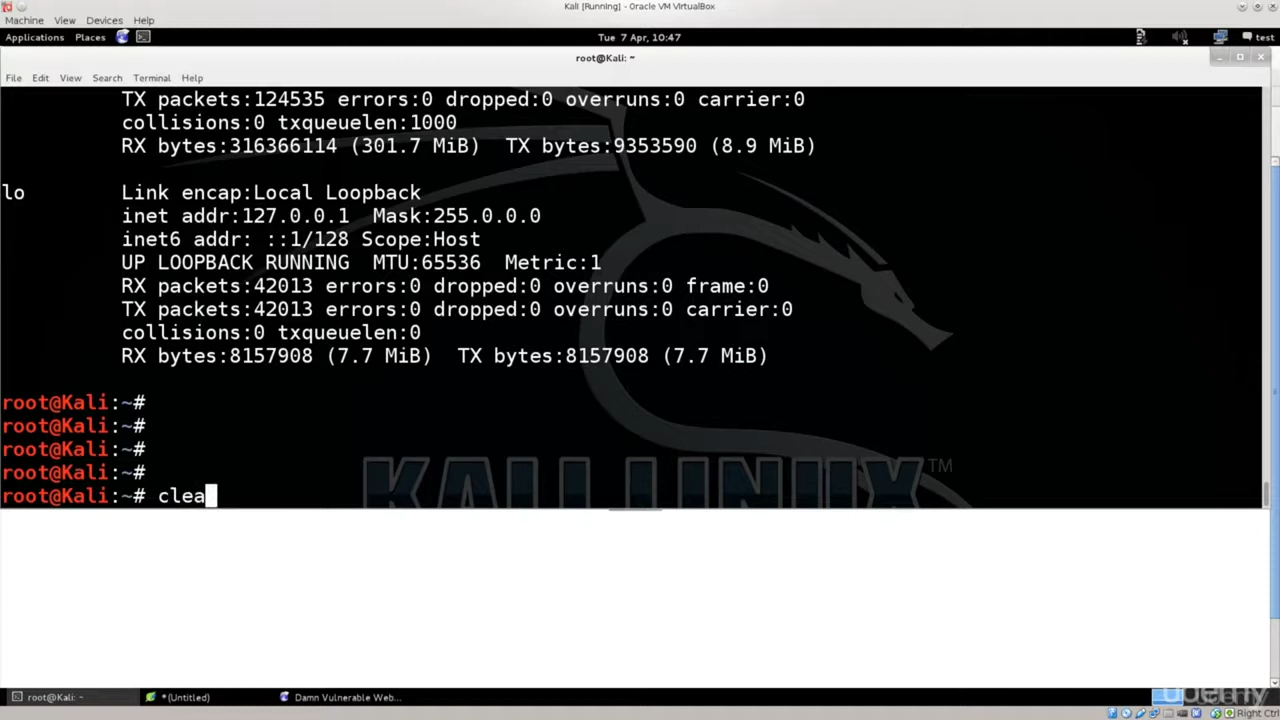 Kali [Running] - Oracle VM VirtualBox
Machine View Devices Help
Applications Places Tue 7 Apr, 10:47 test
root@Kali: ~
File Edit View Search Terminal Help
TX packets:124535 errors:0 dropped:0 overruns:0 carrier:0
collisions:0 txqueuelen:1000
RX bytes:316366114 (301.7 MiB)  TX bytes:9353590 (8.9 MiB)
lo Link encap:Local Loopback
inet addr:127.0.0.1  Mask:255.0.0.0
inet6 addr: ::1/128 Scope:Host
UP LOOPBACK RUNNING  MTU:65536  Metric:1
RX packets:42013 errors:0 dropped:0 overruns:0 frame:0
TX packets:42013 errors:0 dropped:0 overruns:0 carrier:0
collisions:0 txqueuelen:0
RX bytes:8157908 (7.7 MiB)  TX bytes:8157908 (7.7 MiB)
root@Kali:~#
root@Kali:~#
root@Kali:~#
root@Kali:~#
KALI LINUX™
root@Kali:~# clea
root@Kali: ~ *(Untitled) Damn Vulnerable Web...
udemy
Right Ctrl